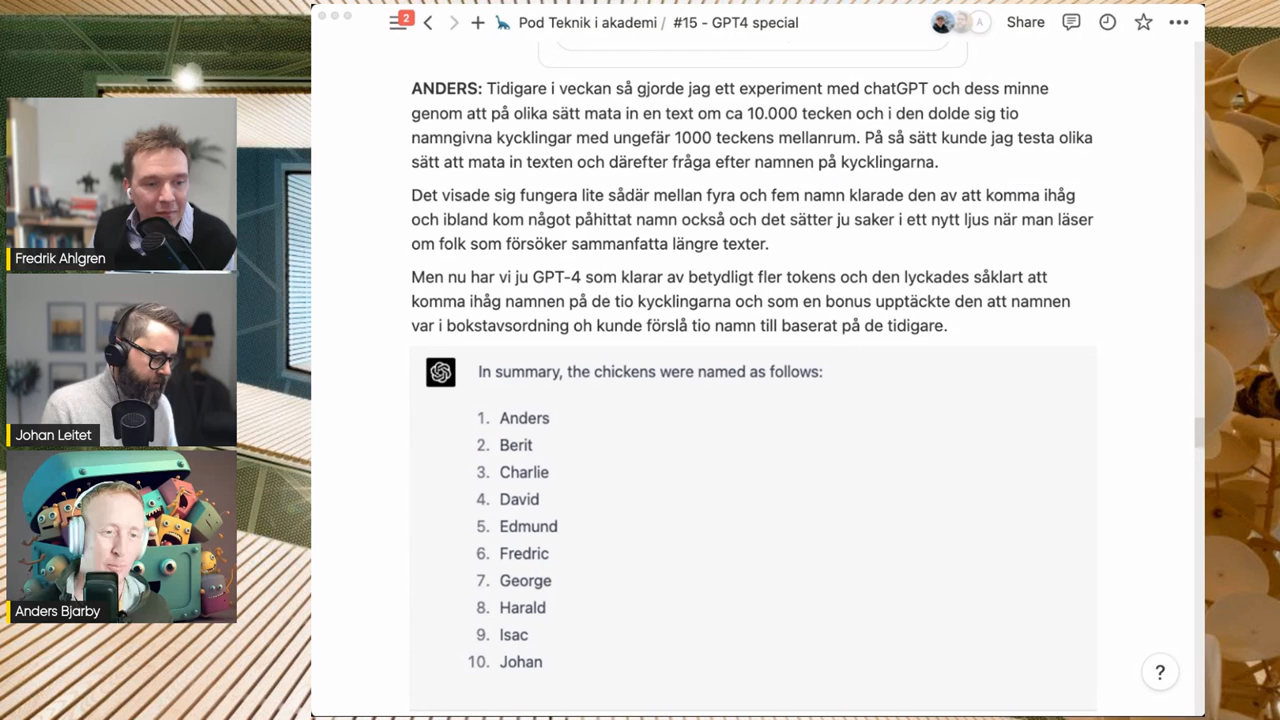 2
Pod Teknik i akademi / #15 - GPT4 special
A
Share
ANDERS: Tidigare i veckan så gjorde jag ett experiment med chatGPT och dess minne
genom att på olika sätt mata in en text om ca 10.000 tecken och i den dolde sig tio
namngivna kycklingar med ungefär 1000 teckens mellanrum. På så sätt kunde jag testa olika
sätt att mata in texten och därefter fråga efter namnen på kycklingarna.
Det visade sig fungera lite sådär mellan fyra och fem namn klarade den av att komma ihåg
och ibland kom något påhittat namn också och det sätter ju saker i ett nytt ljus när man läser
om folk som försöker sammanfatta längre texter.
Men nu har vi ju GPT-4 som klarar av betydligt fler tokens och den lyckades såklart att
komma ihåg namnen på de tio kycklingarna och som en bonus upptäckte den att namnen
var i bokstavsordning oh kunde förslå tio namn till baserat på de tidigare.
In summary, the chickens were named as follows:
1. Anders
2. Berit
3. Charlie
4. David
5. Edmund
6. Fredric
7. George
8. Harald
9. Isac
10. Johan
?
Fredrik Ahlgren
Johan Leitet
Anders Bjarby